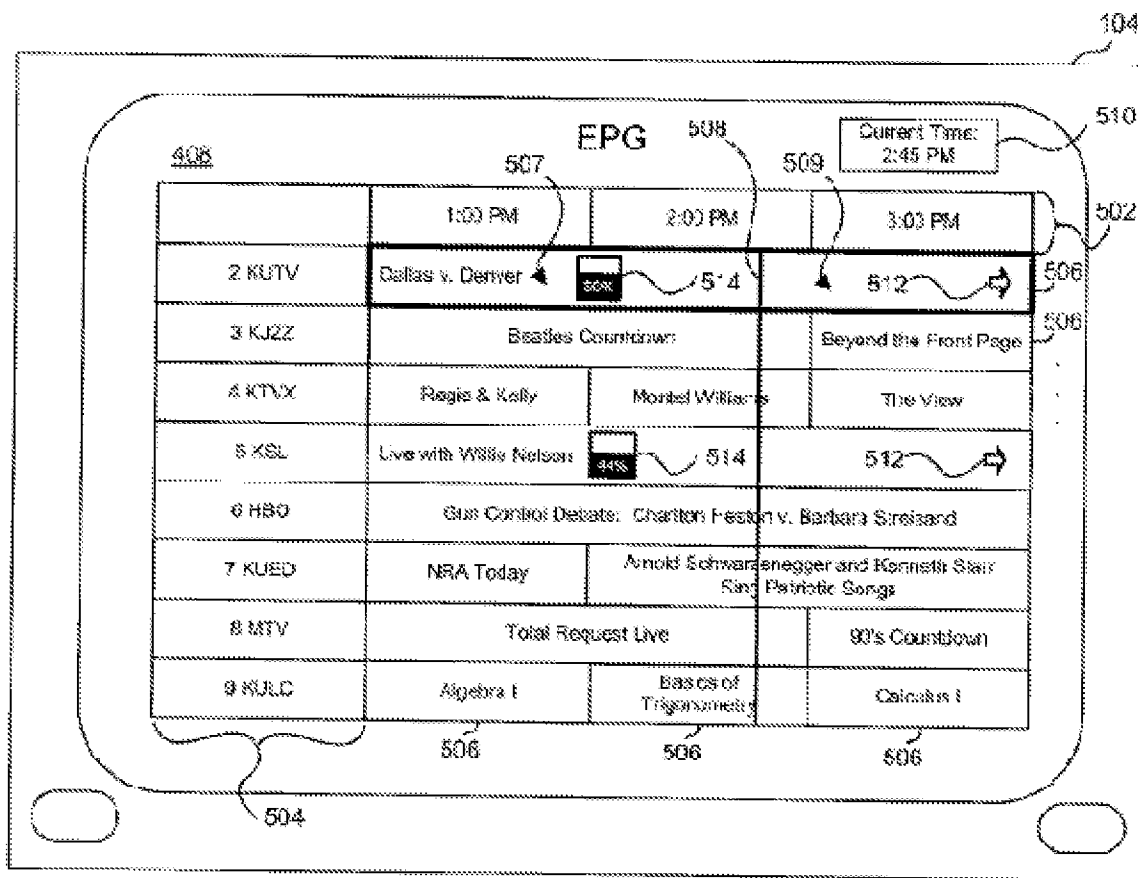 104
EPG
508
Current Time:
2:45 PM
510
408
507
509
1:00 PM
2:00 PM
3:00 PM
502
2 KUTV
Dallas v. Denver
514
512
506
3 KJZZ
Beatles Countdown
Beyond the Front Page
506
4 KTVX
Regis & Kelly
Montel Williams
The View
5 KSL
Live with Willie Nelson
44%
514
512
6 HBO
Gun Control Debate: Charlton Heston v. Barbara Streisand
7 KUED
NRA Today
Arnold Schwarzenegger and Kenneth Starr
Sing Patriotic Songs
8 MTV
Total Request Live
90's Countdown
9 KULC
Algebra I
Basics of
Trigonometry
Calculus I
506
506
506
504